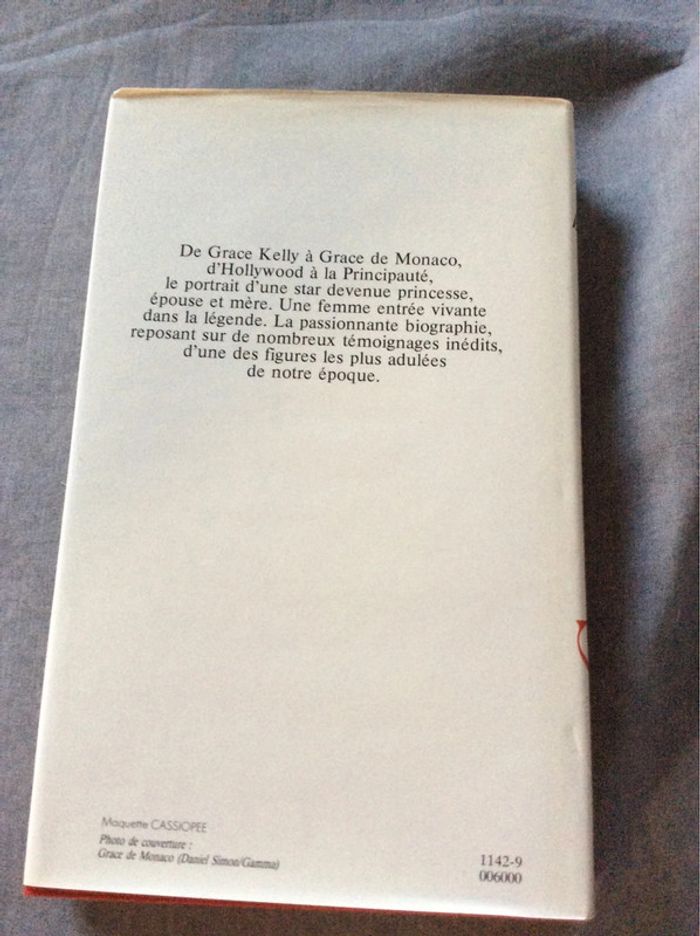 De Grace Kelly à Grace de Monaco,
d'Hollywood à la Principauté,
le portrait d'une star devenue princesse,
épouse et mère. Une femme entrée vivante
dans la légende. La passionnante biographie,
reposant sur de nombreux témoignages inédits,
d'une des figures les plus adulées
de notre époque.
Maquette CASSIOPEE
Photo de couverture :
Grace de Monaco (Daniel Simon/Gamma)
1142-9
006000